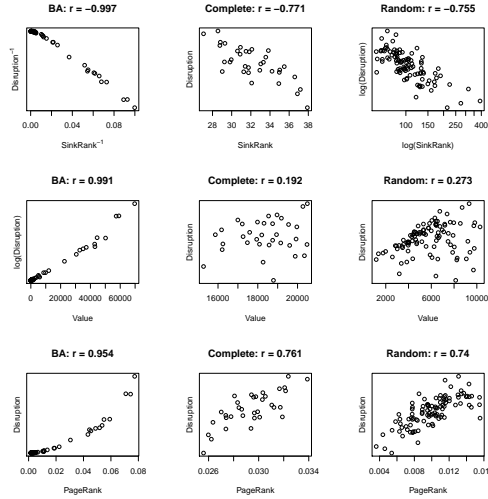 BA: r = −0.997
Complete: r = −0.771
Random: r = −0.755
Disruption⁻¹
Disruption
log(Disruption)
0.00 0.04 0.08
28 30 32 34 36 38
100 150 250 400
SinkRank⁻¹
SinkRank
log(SinkRank)
BA: r = 0.991
Complete: r = 0.192
Random: r = 0.273
log(Disruption)
Disruption
Disruption
0 20000 40000 60000
16000 18000 20000
2000 6000 10000
Value
Value
Value
BA: r = 0.954
Complete: r = 0.761
Random: r = 0.74
Disruption
Disruption
Disruption
0.00 0.02 0.04 0.06 0.08
0.026 0.030 0.034
0.004 0.008 0.012 0.016
PageRank
PageRank
PageRank